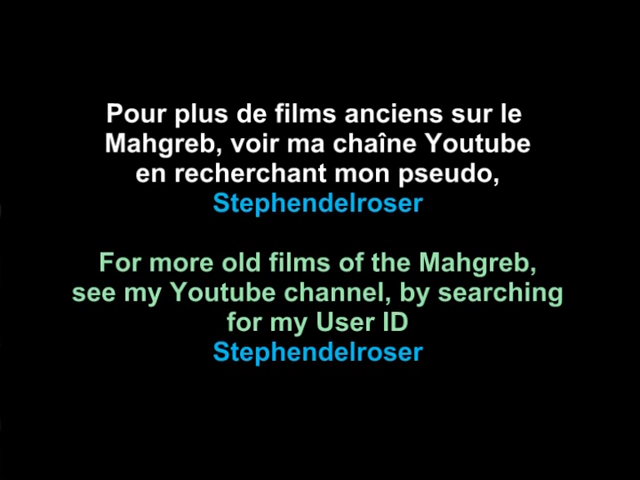 Pour plus de films anciens sur le
Mahgreb, voir ma chaîne Youtube
en recherchant mon pseudo,
Stephendelroser
For more old films of the Mahgreb,
see my Youtube channel, by searching
for my User ID
Stephendelroser